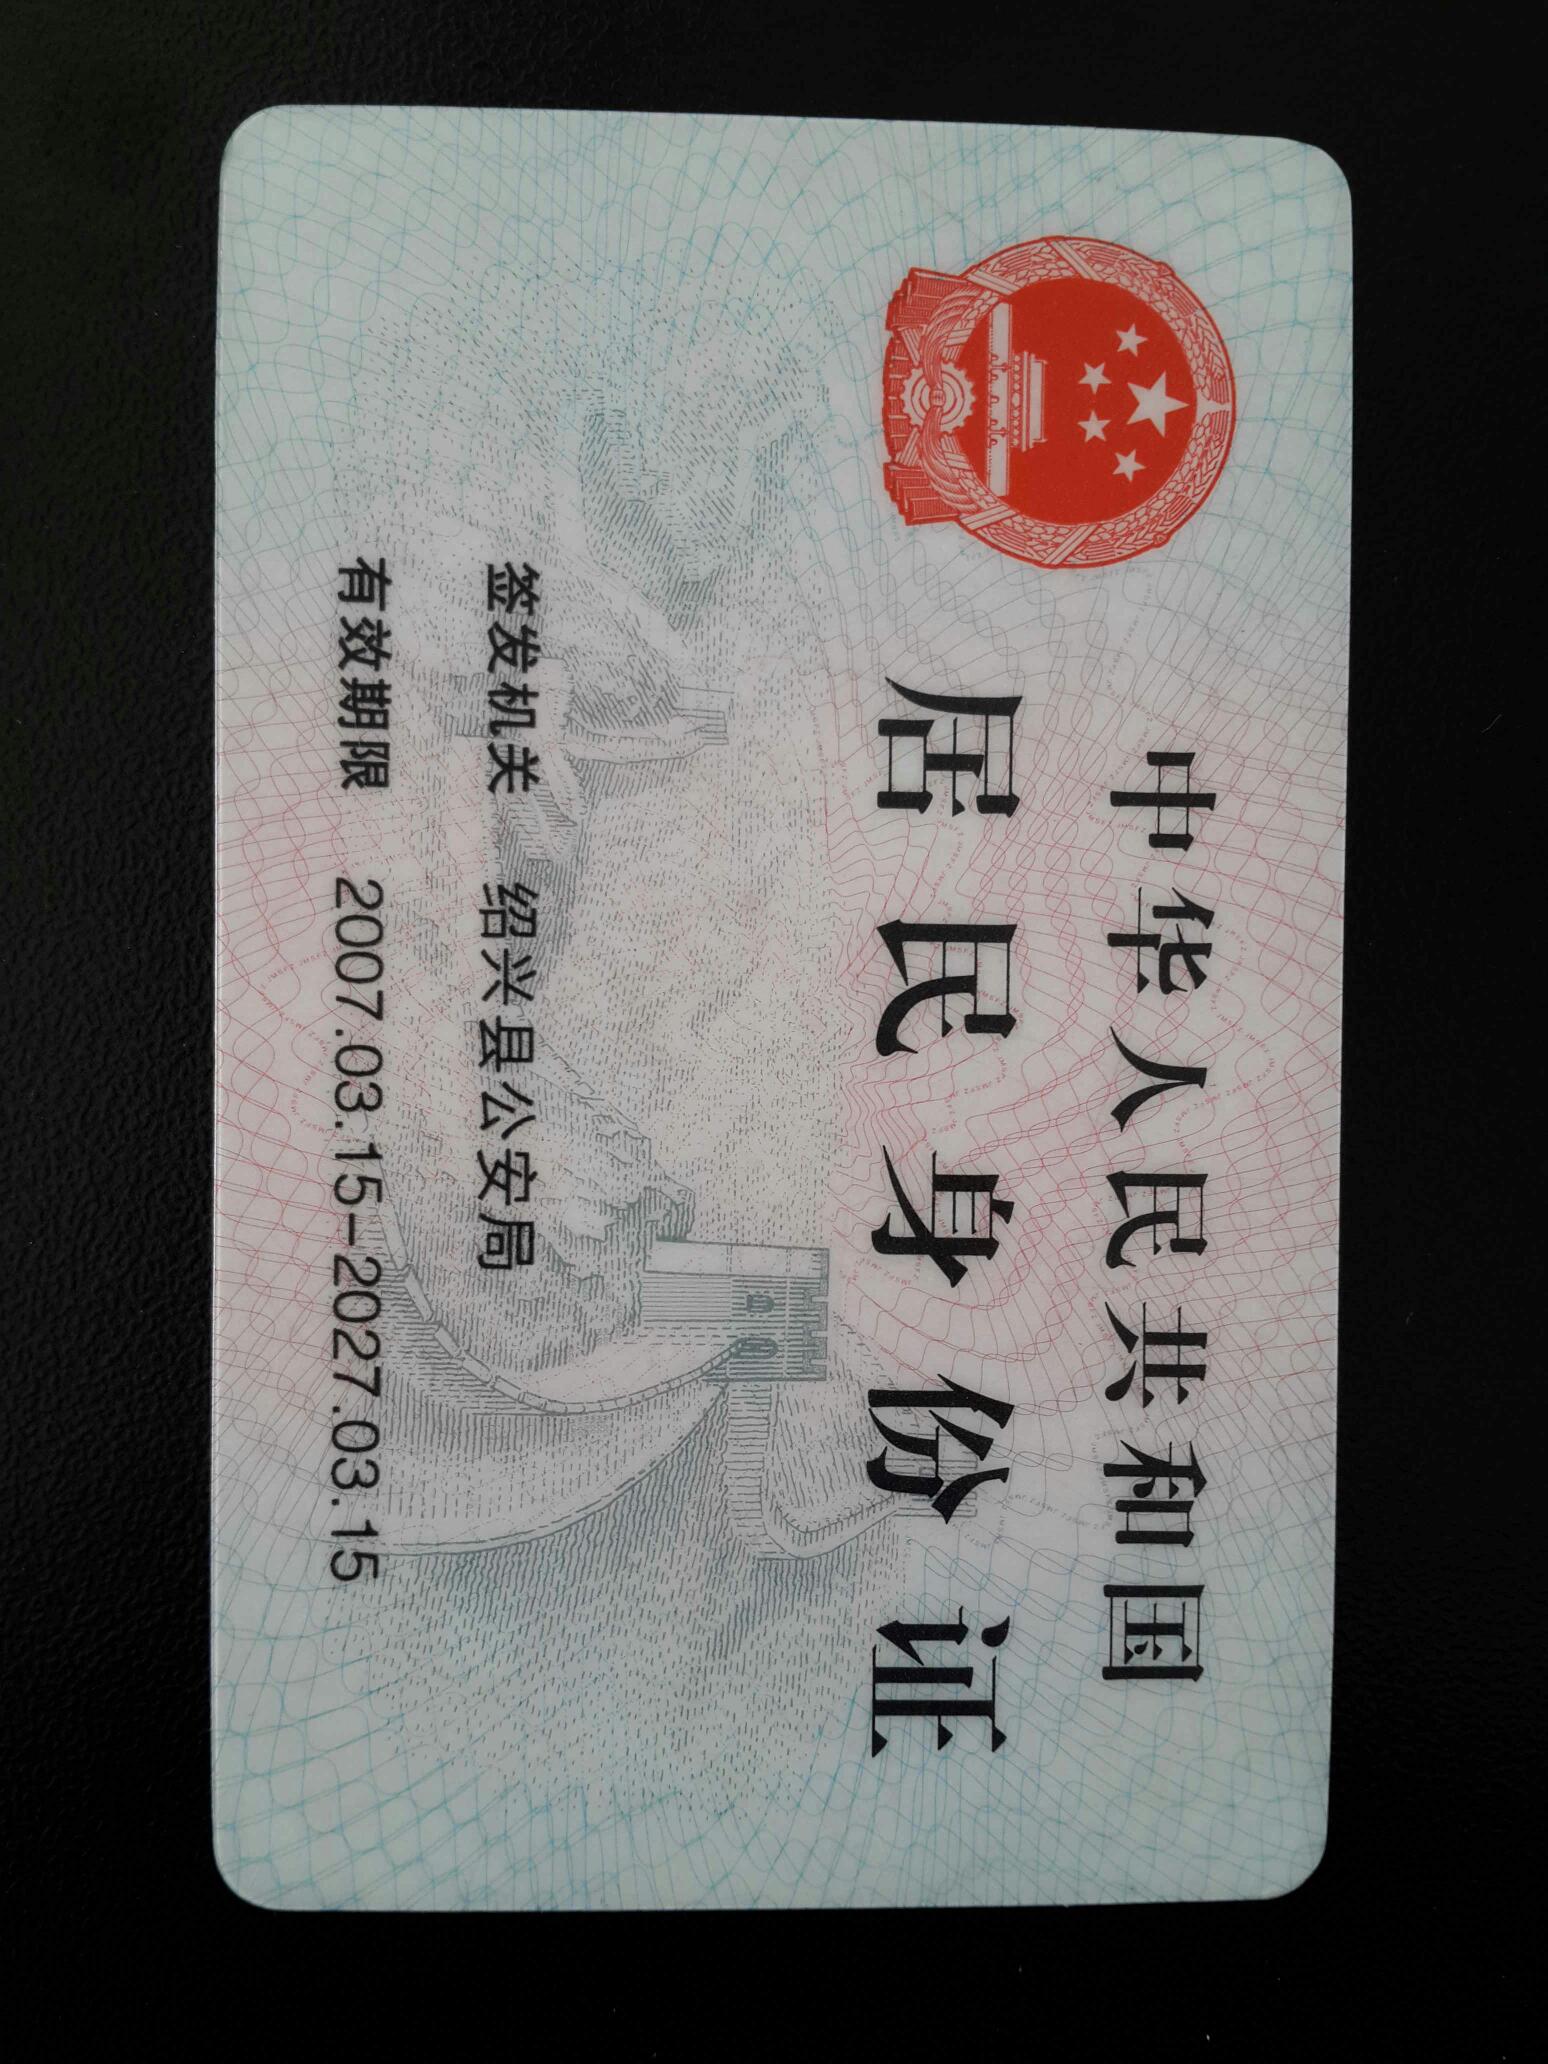 中华人民共和国
居民身份证
签发机关 绍兴县公安局
有效期限 2007.03.15-2027.03.15